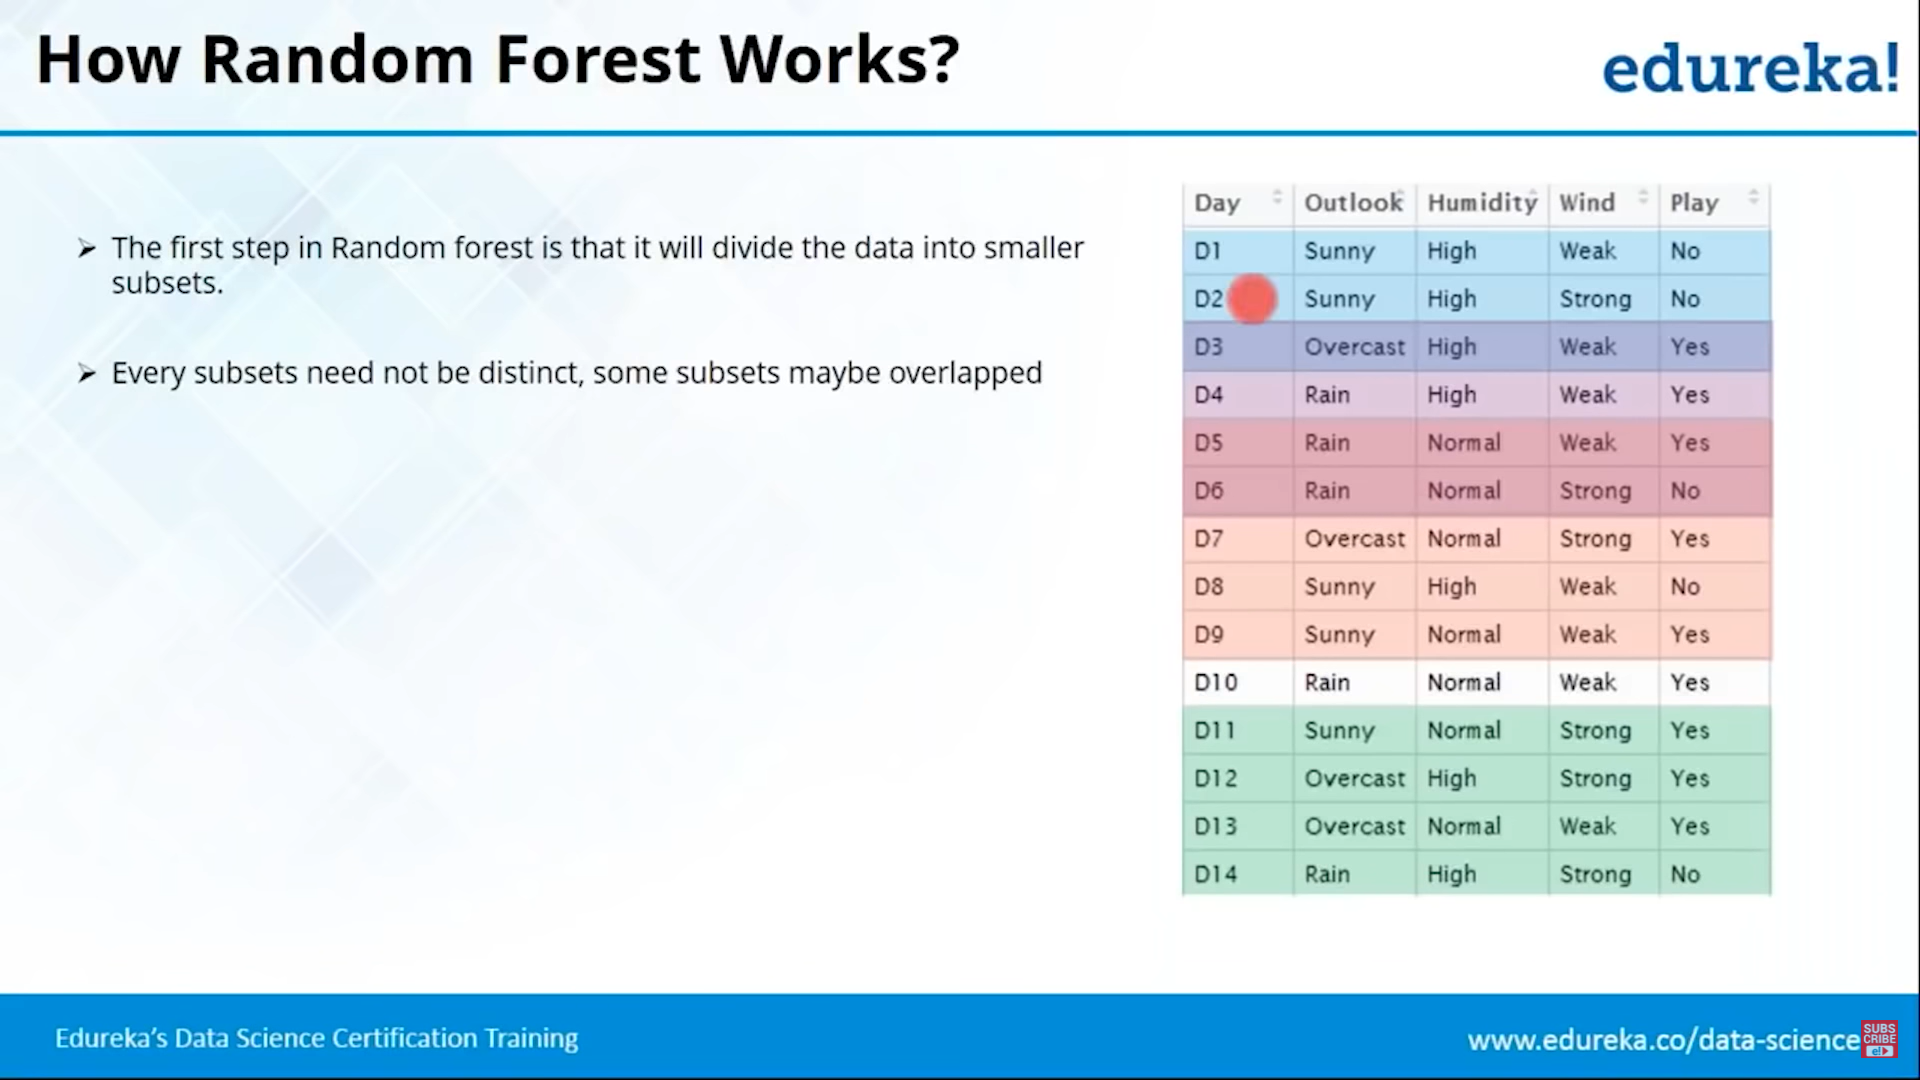 How Random Forest Works?
edureka!
➢ The first step in Random forest is that it will divide the data into smaller
subsets.
➢ Every subsets need not be distinct, some subsets maybe overlapped
Day Outlook Humidity Wind Play
D1 Sunny High Weak No
D2 Sunny High Strong No
D3 Overcast High Weak Yes
D4 Rain High Weak Yes
D5 Rain Normal Weak Yes
D6 Rain Normal Strong No
D7 Overcast Normal Strong Yes
D8 Sunny High Weak No
D9 Sunny Normal Weak Yes
D10 Rain Normal Weak Yes
D11 Sunny Normal Strong Yes
D12 Overcast High Strong Yes
D13 Overcast Normal Weak Yes
D14 Rain High Strong No
Edureka’s Data Science Certification Training
www.edureka.co/data-science
SUBS
CRIBE
e!